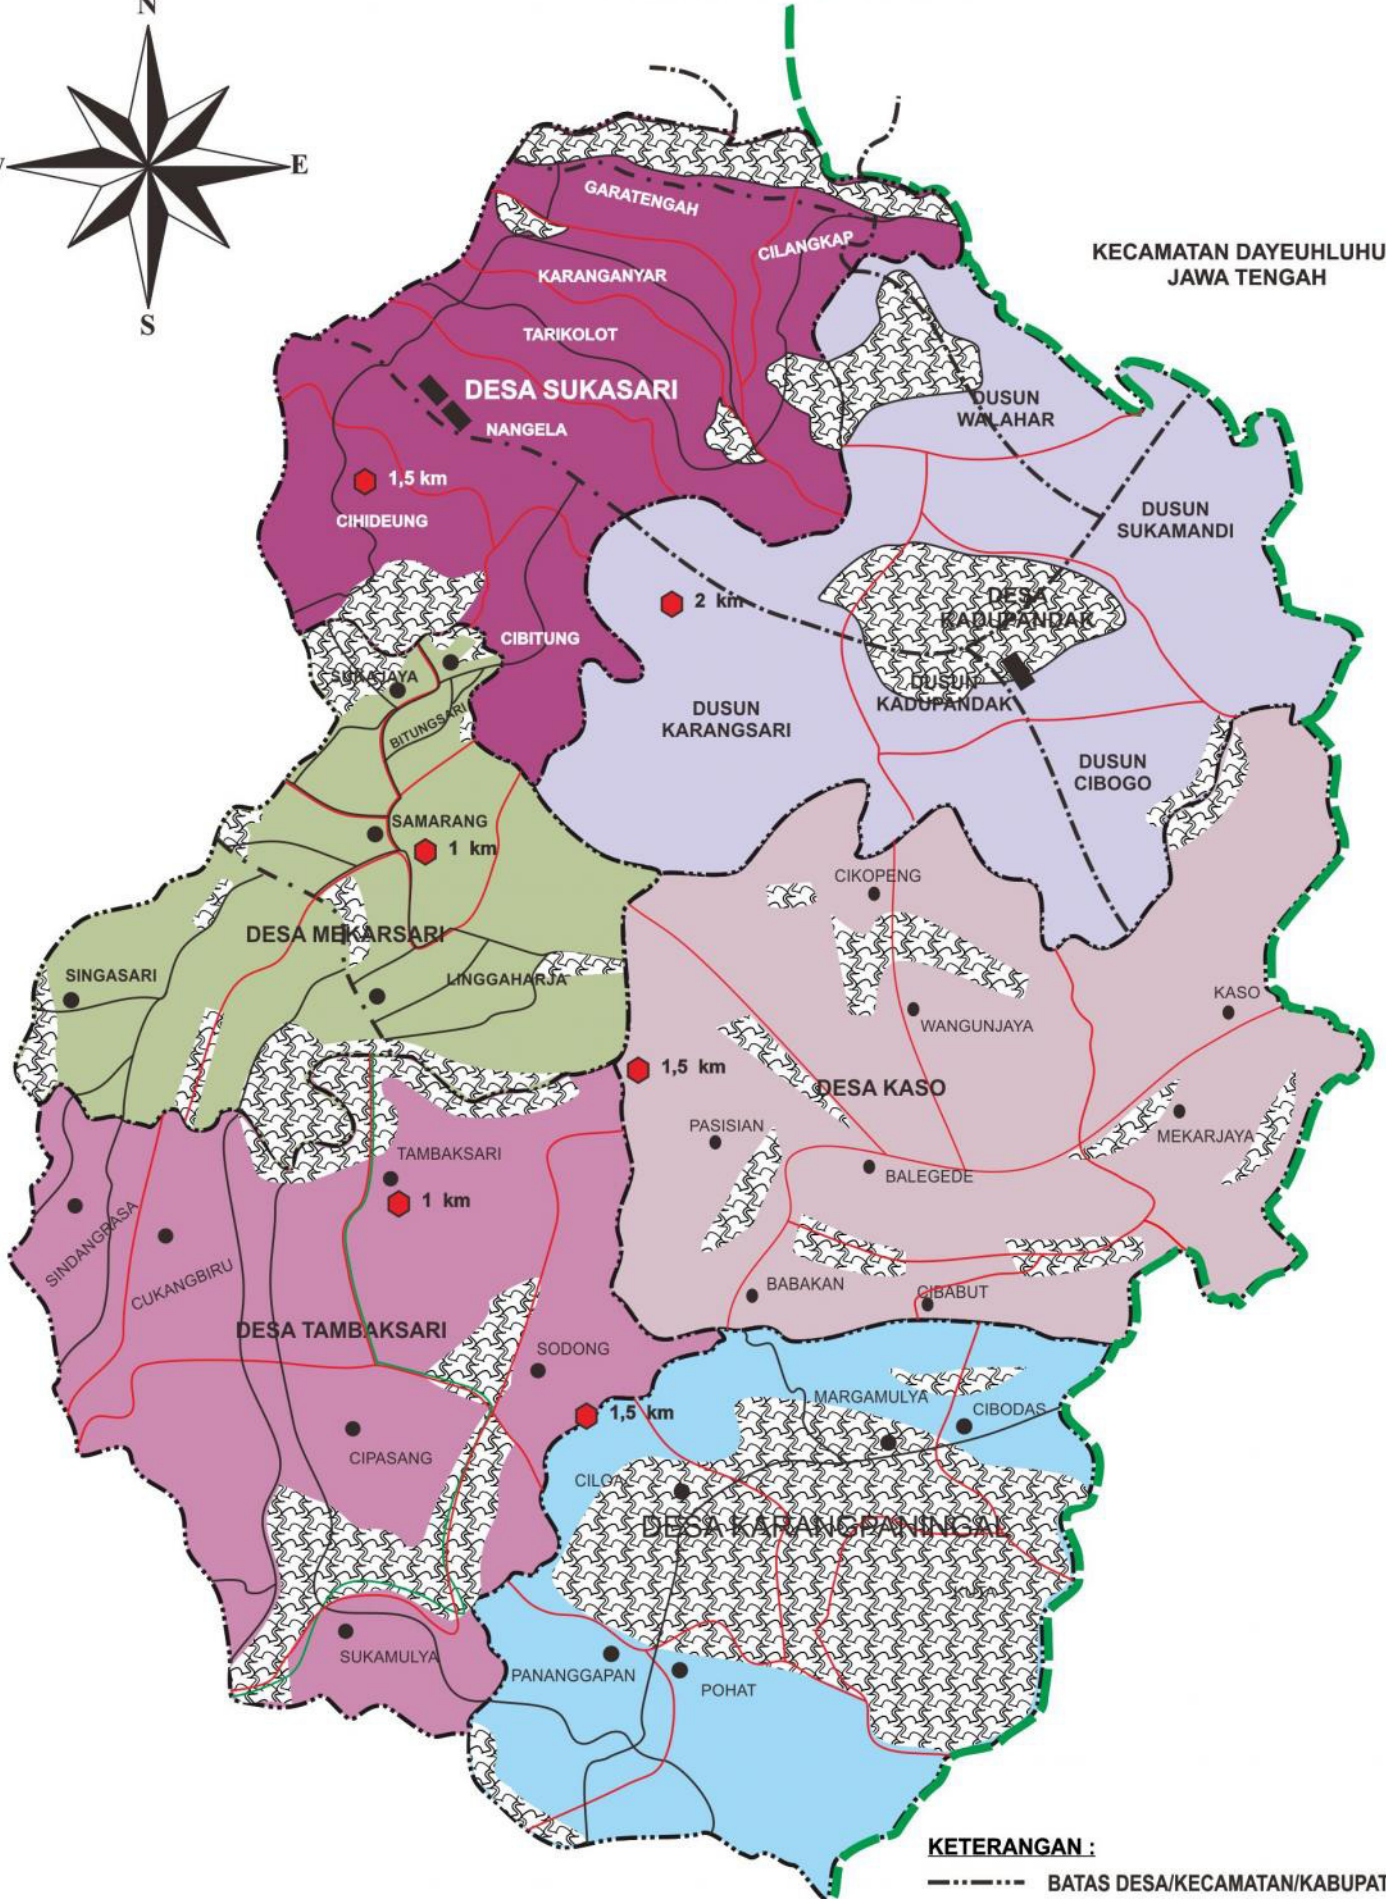 N
E
S
KECAMATAN DAYEUHLUHU
JAWA TENGAH
GARATENGAH
CILANGKAP
KARANGANYAR
TARIKOLOT
DESA SUKASARI
NANGELA
1,5 km
CIHIDEUNG
CIBITUNG
DUSUN
WALAHAR
DUSUN
SUKAMANDI
2 km
DESA
KADUPANDAK
DUSUN
KADUPANDAK
DUSUN
KARANGSARI
DUSUN
CIBOGO
SUKAJAYA
BITUNGSARI
SAMARANG
1 km
DESA MEKARSARI
SINGASARI
LINGGAHARJA
CIKOPENG
WANGUNJAYA
KASO
1,5 km
DESA KASO
PASISIAN
MEKARJAYA
BALEGEDE
BABAKAN
CIBABUT
TAMBAKSARI
1 km
SINDANGRASA
CUKANGBIRU
DESA TAMBAKSARI
SODONG
CIPASANG
SUKAMULYA
1,5 km
MARGAMULYA
CIBODAS
CILOA
DESA KARANGPANINGAL
KUTA
PANANGGAPAN
POHAT
KETERANGAN :
BATAS DESA/KECAMATAN/KABUPAT